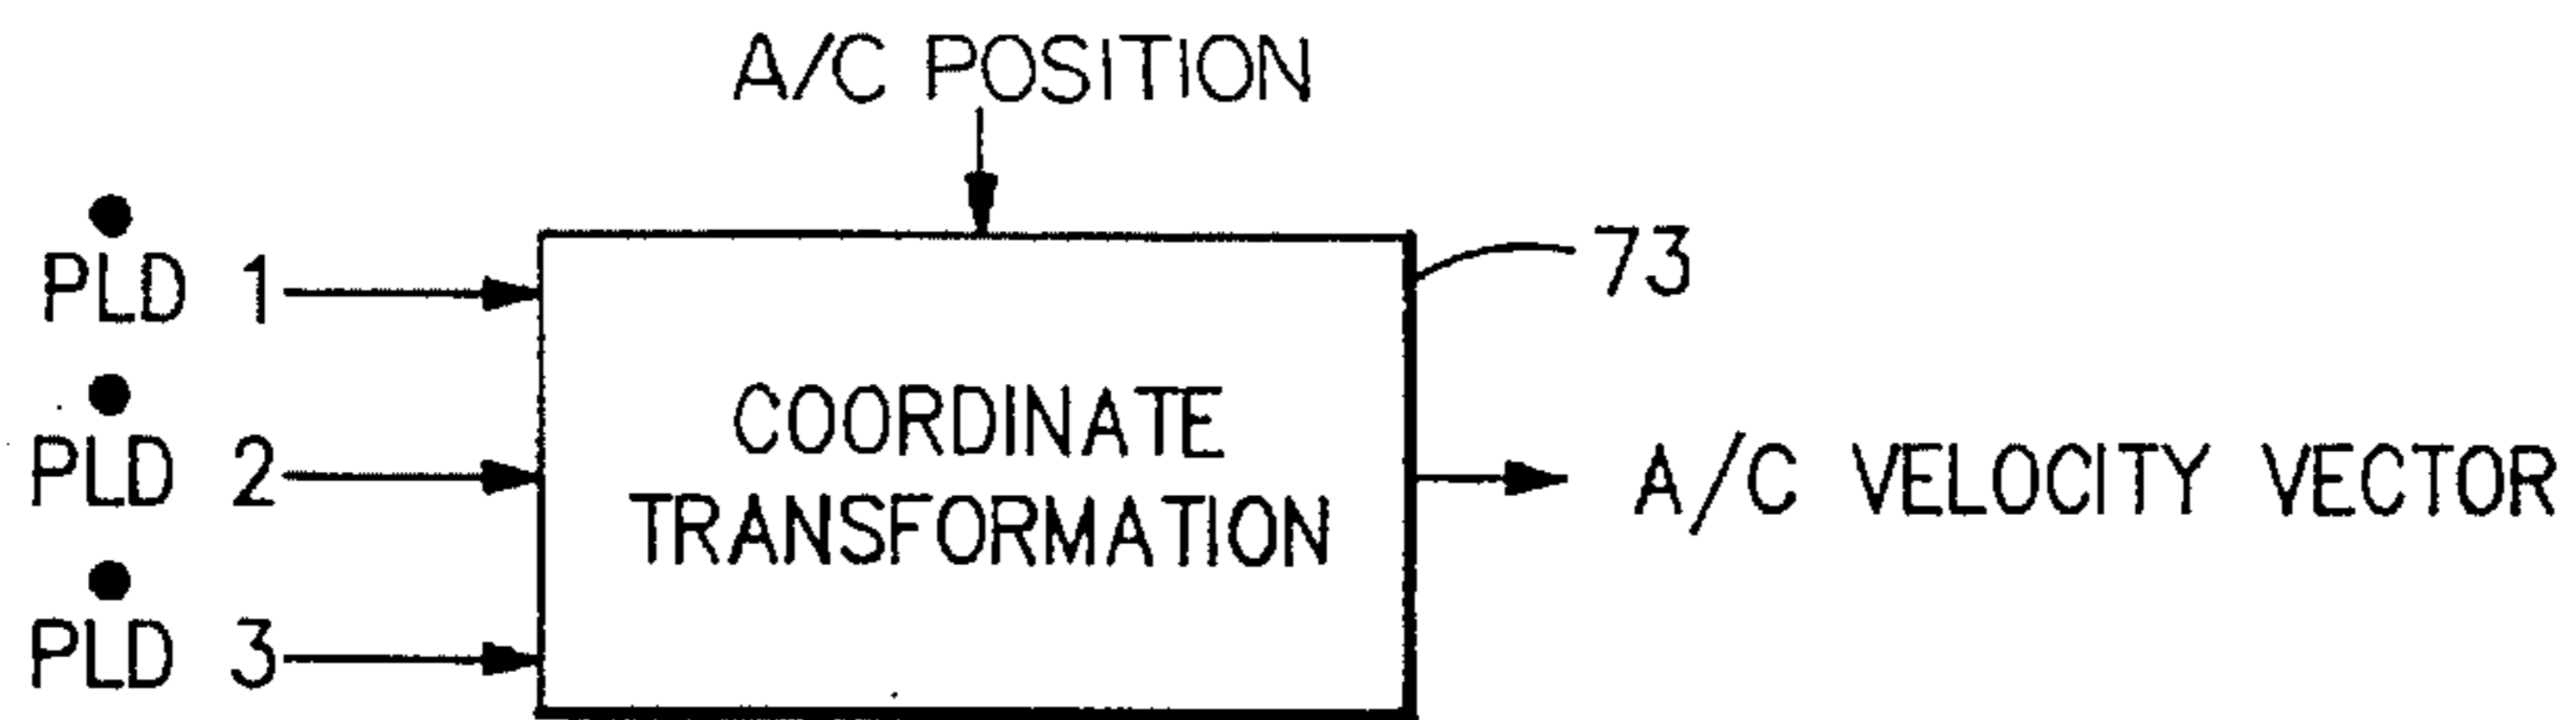 A/C POSITION
PLD 1
73
COORDINATE
PLD 2
A/C VELOCITY VECTOR
TRANSFORMATION
PLD 3